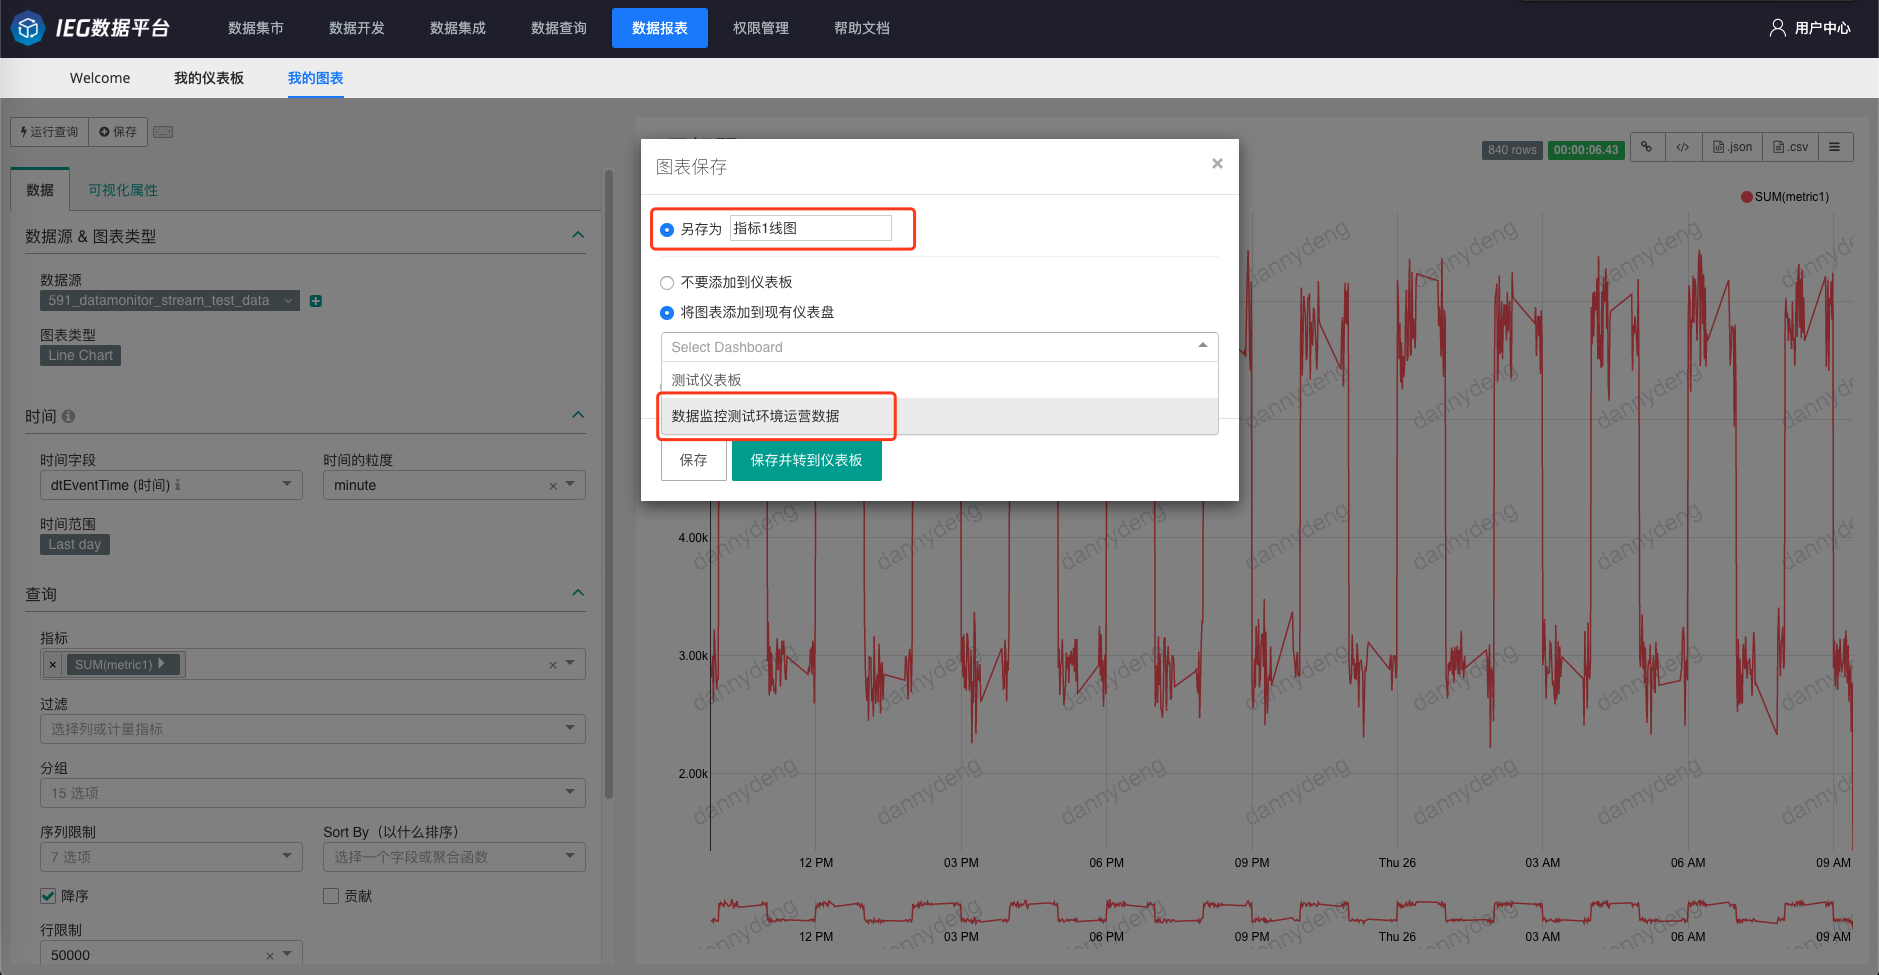 IEG数据平台
数据集市 数据开发 数据集成 数据查询 数据报表 权限管理 帮助文档
用户中心
Welcome 我的仪表板 我的图表
运行查询 保存
数据 可视化属性
数据源 & 图表类型
数据源
591_datamonitor_stream_test_data
图表类型
Line Chart
时间
时间字段 时间的粒度
dtEventTime (时间) minute
时间范围
Last day
查询
指标
× SUM(metric1)
过滤
选择列或计量指标
分组
15 选项
序列限制 Sort By（以什么排序）
7 选项 选择一个字段或聚合函数
降序 贡献
行限制
50000
图表保存 ×
另存为 指标1线图
不要添加到仪表板
将图表添加到现有仪表盘
Select Dashboard
测试仪表板
数据监控测试环境运营数据
保存 保存并转到仪表板
840 rows 00:00:06.43 </> .json .csv
SUM(metric1)
4.00k
3.00k
2.00k
12 PM 03 PM 06 PM 09 PM Thu 26 03 AM 06 AM 09 AM
12 PM 03 PM 06 PM 09 PM Thu 26 03 AM 06 AM 09 AM
dannydeng